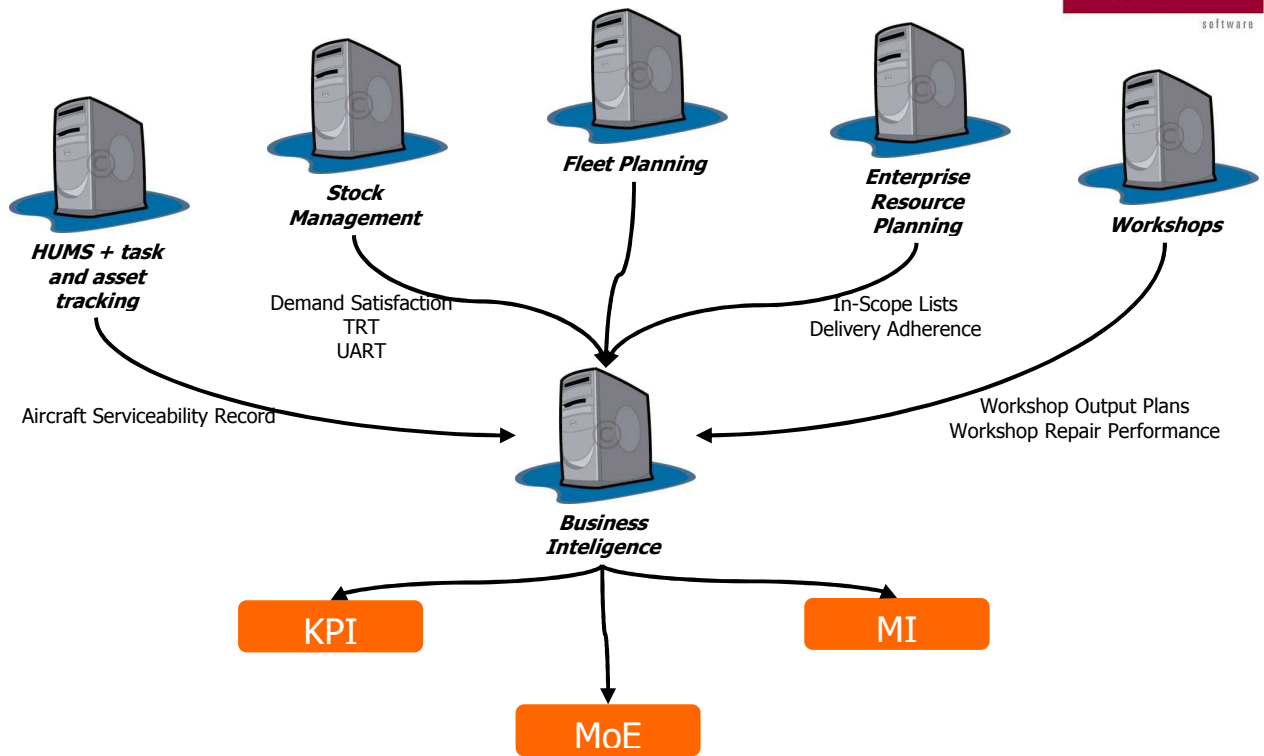 software
Fleet Planning
Stock
Management
Enterprise
Resource
Planning
Workshops
HUMS + task
and asset
tracking
Demand Satisfaction
TRT
UART
In-Scope Lists
Delivery Adherence
Aircraft Serviceability Record
Workshop Output Plans
Workshop Repair Performance
Business
Inteligence
KPI
MI
MoE